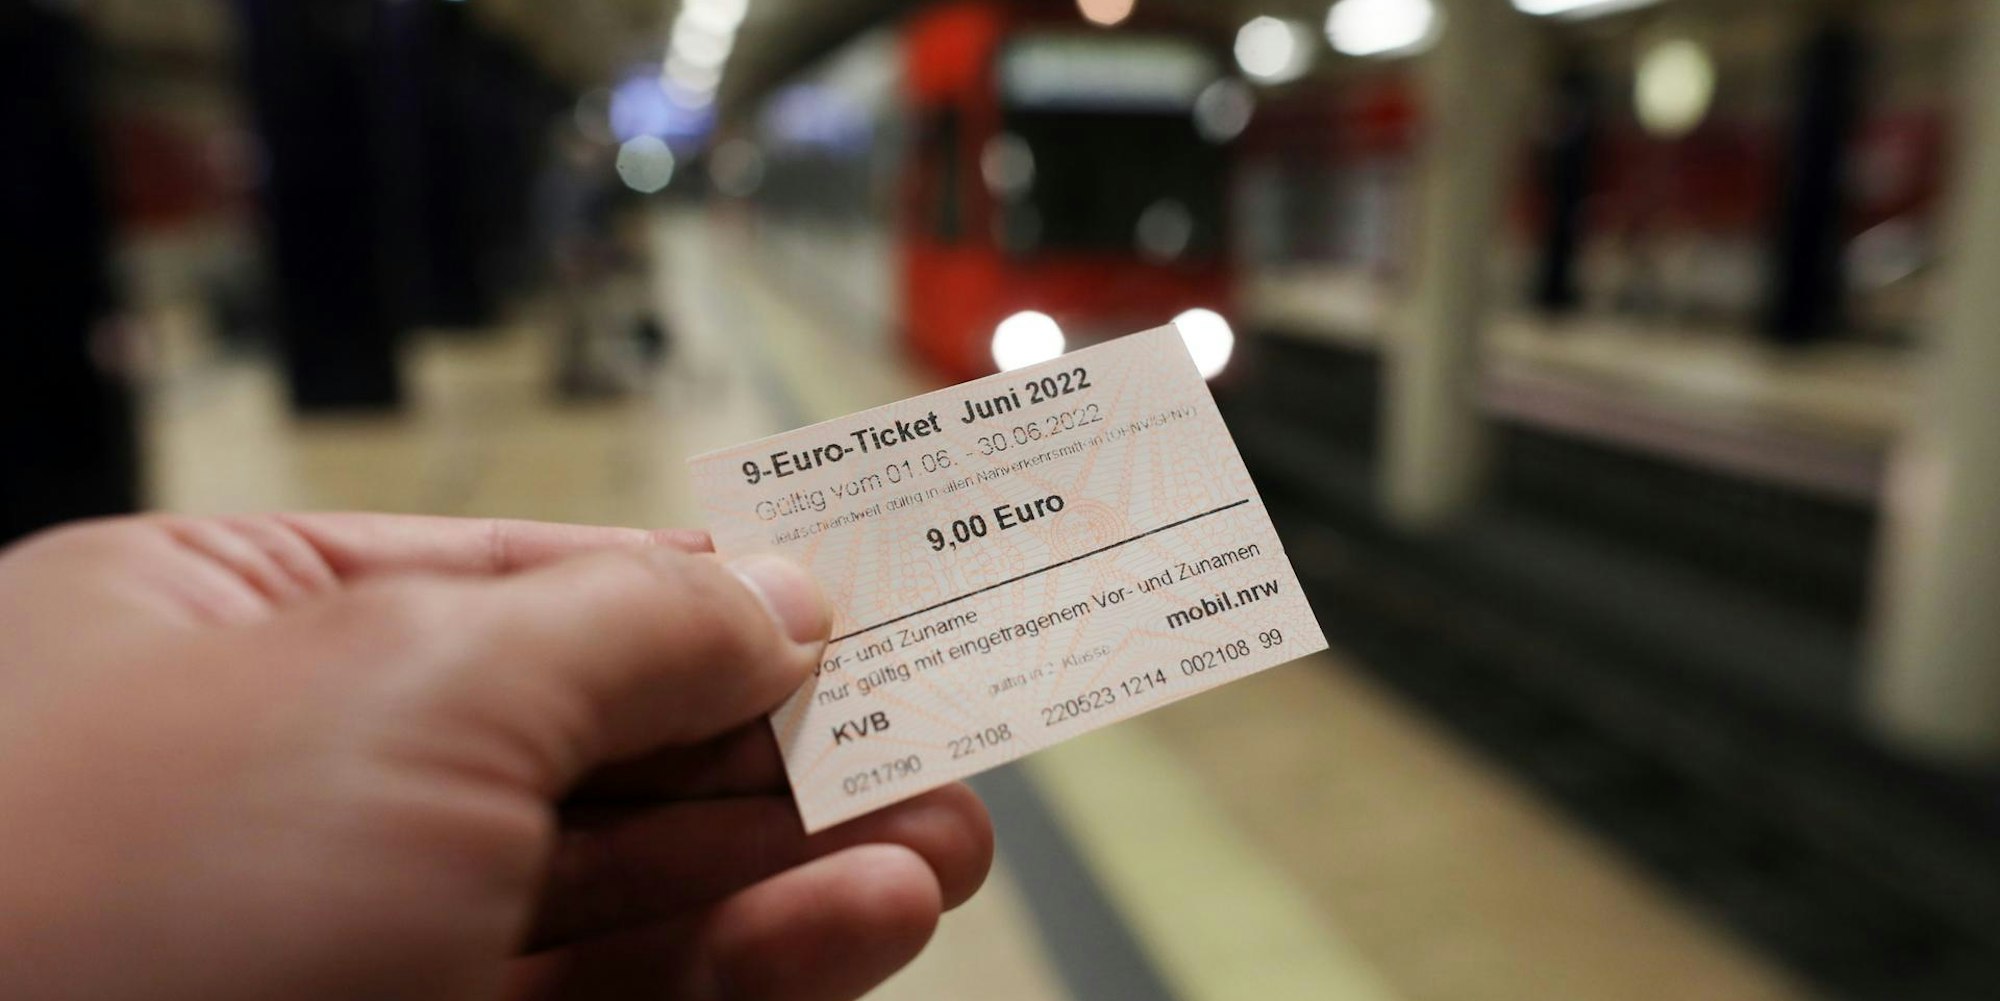 9-Euro-Ticket Juni 2022
Gültig vom 01.06. - 30.06.2022
deutschlandweit gültig in allen Nahverkehrsmitteln (ÖPNV/SPNV)
9,00 Euro
Vor- und Zuname
nur gültig mit eingetragenem Vor- und Zunamen
gültig in 2. Klasse
mobil.nrw
KVB
021790 22108 220523 1214 002108 99